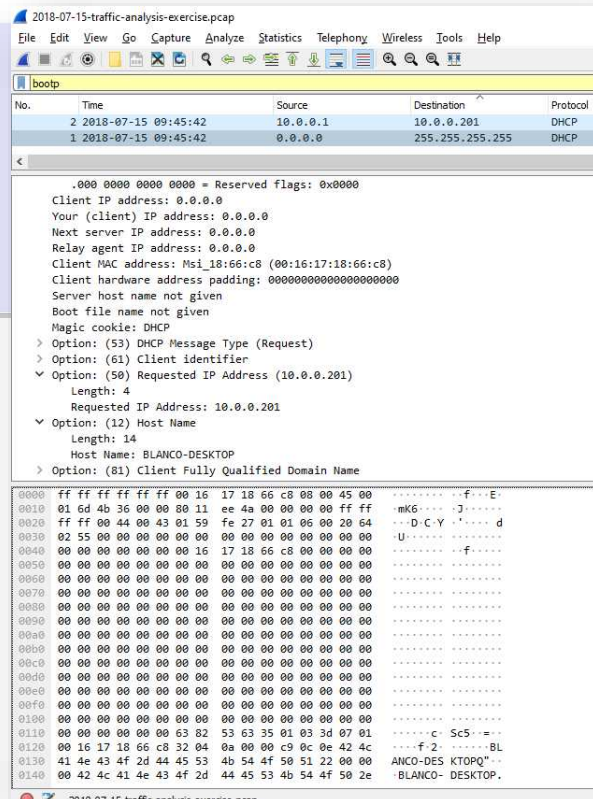 2018-07-15-traffic-analysis-exercise.pcap
File Edit View Go Capture Analyze Statistics Telephony Wireless Tools Help
bootp
No. Time Source Destination Protocol
2 2018-07-15 09:45:42 10.0.0.1 10.0.0.201 DHCP
1 2018-07-15 09:45:42 0.0.0.0 255.255.255.255 DHCP
.000 0000 0000 0000 = Reserved flags: 0x0000
Client IP address: 0.0.0.0
Your (client) IP address: 0.0.0.0
Next server IP address: 0.0.0.0
Relay agent IP address: 0.0.0.0
Client MAC address: Msi_18:66:c8 (00:16:17:18:66:c8)
Client hardware address padding: 00000000000000000000
Server host name not given
Boot file name not given
Magic cookie: DHCP
Option: (53) DHCP Message Type (Request)
Option: (61) Client identifier
Option: (50) Requested IP Address (10.0.0.201)
Length: 4
Requested IP Address: 10.0.0.201
Option: (12) Host Name
Length: 14
Host Name: BLANCO-DESKTOP
Option: (81) Client Fully Qualified Domain Name
0000 ff ff ff ff ff ff 00 16 17 18 66 c8 08 00 45 00 ········ ··f···E·
0010 01 6d 4b 36 00 00 80 11 ee 4a 00 00 00 00 ff ff ·mK6···· ·J······
0020 ff ff 00 44 00 43 01 59 fe 27 01 01 06 00 20 64 ···D·C·Y ·'···· d
0030 02 55 00 00 00 00 00 00 00 00 00 00 00 00 00 00 ·U······ ········
0040 00 00 00 00 00 00 00 16 17 18 66 c8 00 00 00 00 ········ ··f·····
0050 00 00 00 00 00 00 00 00 00 00 00 00 00 00 00 00 ········ ········
0060 00 00 00 00 00 00 00 00 00 00 00 00 00 00 00 00 ········ ········
0070 00 00 00 00 00 00 00 00 00 00 00 00 00 00 00 00 ········ ········
0080 00 00 00 00 00 00 00 00 00 00 00 00 00 00 00 00 ········ ········
0090 00 00 00 00 00 00 00 00 00 00 00 00 00 00 00 00 ········ ········
00a0 00 00 00 00 00 00 00 00 00 00 00 00 00 00 00 00 ········ ········
00b0 00 00 00 00 00 00 00 00 00 00 00 00 00 00 00 00 ········ ········
00c0 00 00 00 00 00 00 00 00 00 00 00 00 00 00 00 00 ········ ········
00d0 00 00 00 00 00 00 00 00 00 00 00 00 00 00 00 00 ········ ········
00e0 00 00 00 00 00 00 00 00 00 00 00 00 00 00 00 00 ········ ········
00f0 00 00 00 00 00 00 00 00 00 00 00 00 00 00 00 00 ········ ········
0100 00 00 00 00 00 00 00 00 00 00 00 00 00 00 00 00 ········ ········
0110 00 00 00 00 00 00 63 82 53 63 35 01 03 3d 07 01 ······c· Sc5··=··
0120 00 16 17 18 66 c8 32 04 0a 00 00 c9 0c 0e 42 4c ····f·2· ······BL
0130 41 4e 43 4f 2d 44 45 53 4b 54 4f 50 51 22 00 00 ANCO-DES KTOPQ"··
0140 00 42 4c 41 4e 43 4f 2d 44 45 53 4b 54 4f 50 2e ·BLANCO- DESKTOP.
2018-07-15-traffic-analysis-exercise.pcap